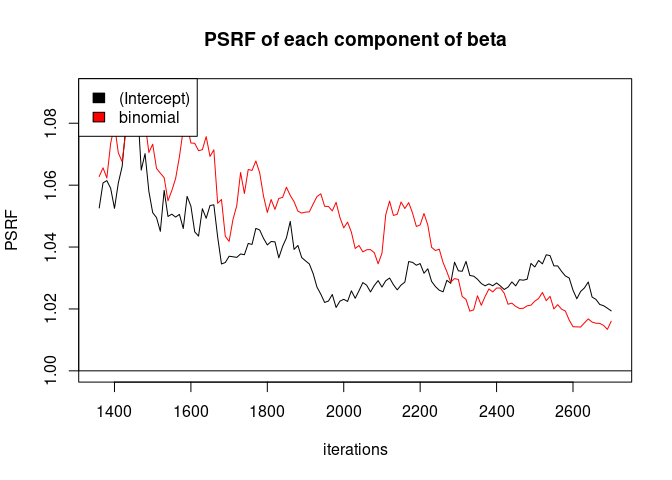 PSRF of each component of beta
(Intercept)
binomial
PSRF
1.08
1.06
1.04
1.02
1.00
1400 1600 1800 2000 2200 2400 2600
iterations